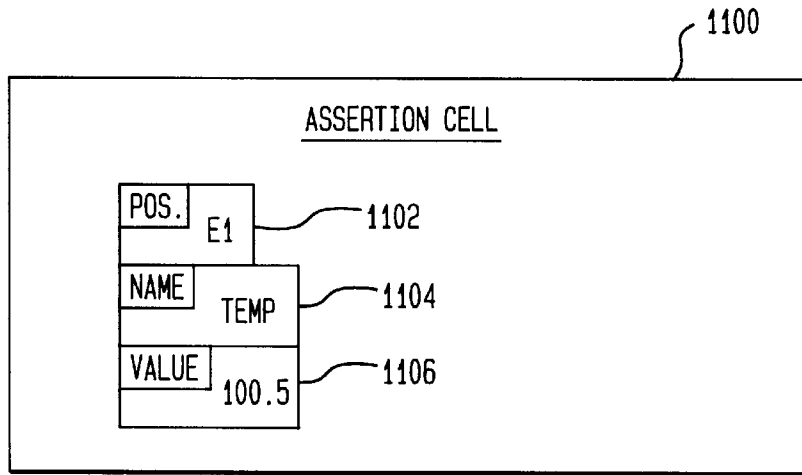 1100
ASSERTION CELL
POS.
E1
1102
NAME
TEMP
1104
VALUE
100.5
1106